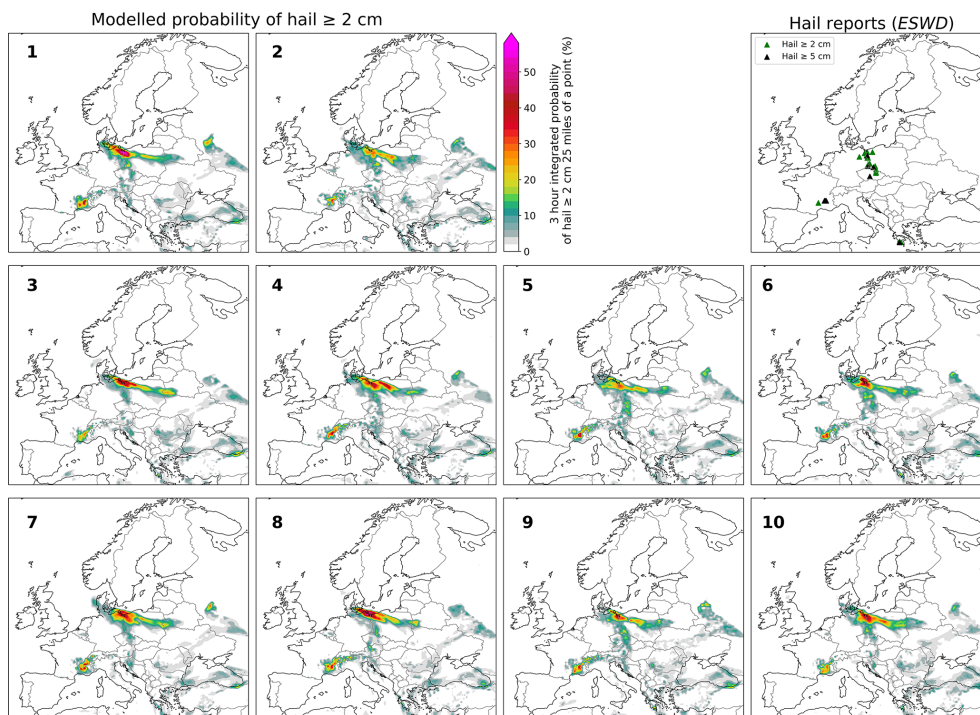 Modelled probability of hail ≥ 2 cm
Hail reports (ESWD)
1
2
50
40
30
20
10
0
3 hour integrated probability
of hail ≥ 2 cm 25 miles of a point (%)
Hail ≥ 2 cm
Hail ≥ 5 cm
3
4
5
6
7
8
9
10